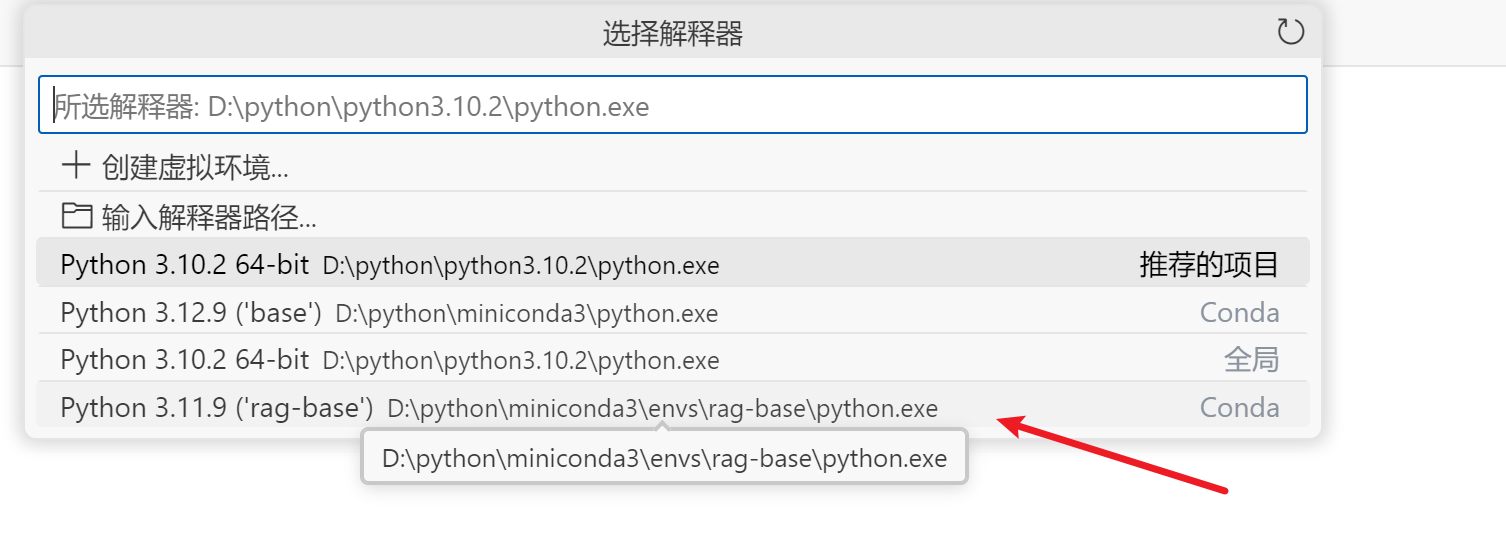 选择解释器
所选解释器: D:\python\python3.10.2\python.exe
创建虚拟环境...
输入解释器路径...
Python 3.10.2 64-bit D:\python\python3.10.2\python.exe 推荐的项目
Python 3.12.9 ('base') D:\python\miniconda3\python.exe Conda
Python 3.10.2 64-bit D:\python\python3.10.2\python.exe 全局
Python 3.11.9 ('rag-base') D:\python\miniconda3\envs\rag-base\python.exe Conda
D:\python\miniconda3\envs\rag-base\python.exe